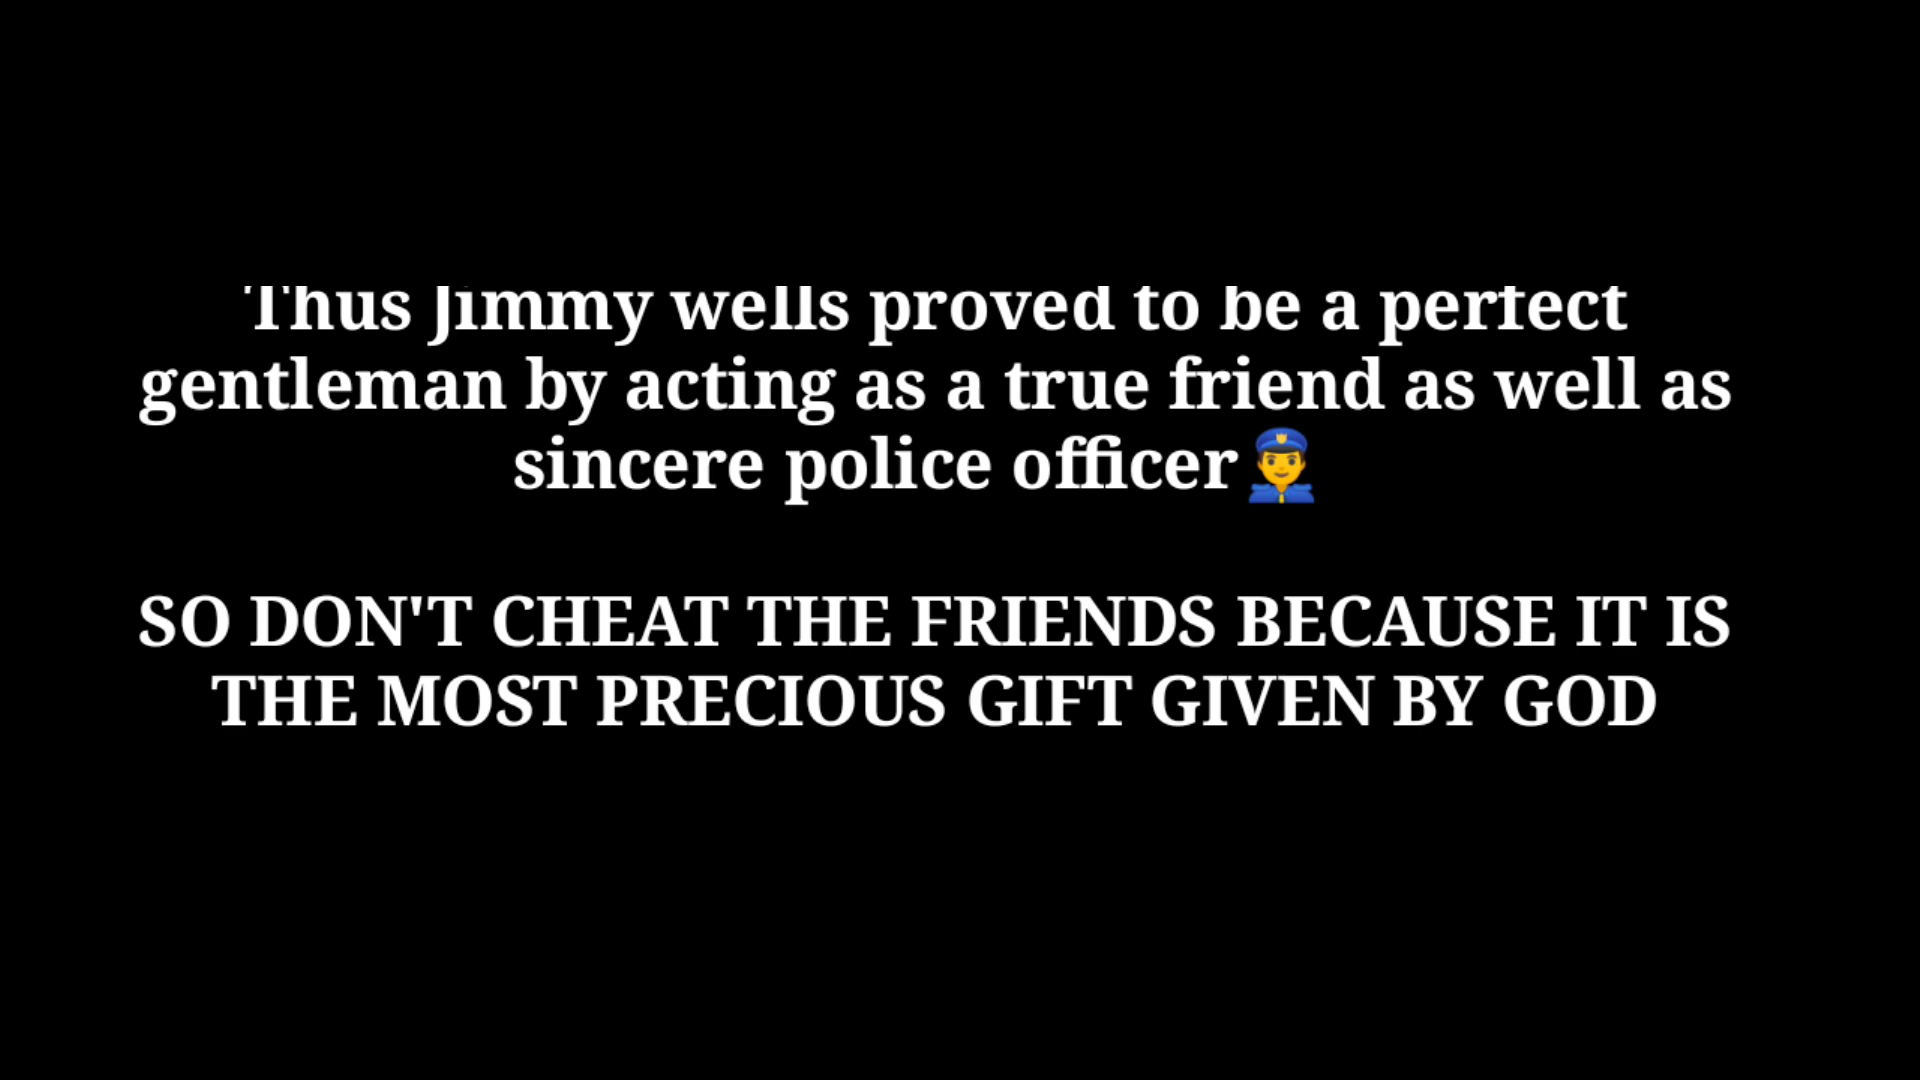 Thus Jimmy wells proved to be a perfect
gentleman by acting as a true friend as well as
sincere police officer👮
SO DON'T CHEAT THE FRIENDS BECAUSE IT IS
THE MOST PRECIOUS GIFT GIVEN BY GOD